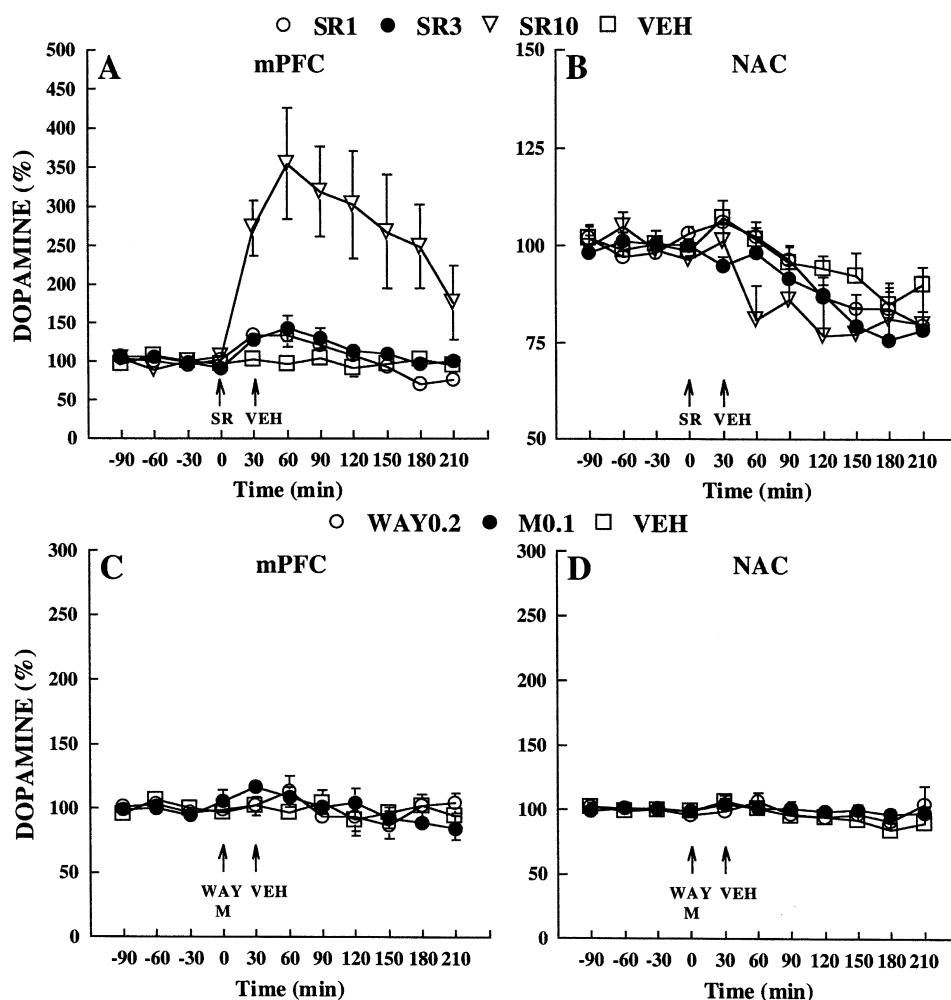 SR1 SR3 SR10 VEH
A mPFC
B NAC
DOPAMINE (%)
500
450
400
350
300
250
200
150
100
50
0
SR VEH
-90 -60 -30 0 30 60 90 120 150 180 210
Time (min)
150
125
100
75
50
SR VEH
-90 -60 -30 0 30 60 90 120 150 180 210
Time (min)
WAY0.2 M0.1 VEH
C mPFC
D NAC
DOPAMINE (%)
300
250
200
150
100
50
0
WAY VEH
M
-90 -60 -30 0 30 60 90 120 150 180 210
Time (min)
300
250
200
150
100
50
0
WAY VEH
M
-90 -60 -30 0 30 60 90 120 150 180 210
Time (min)